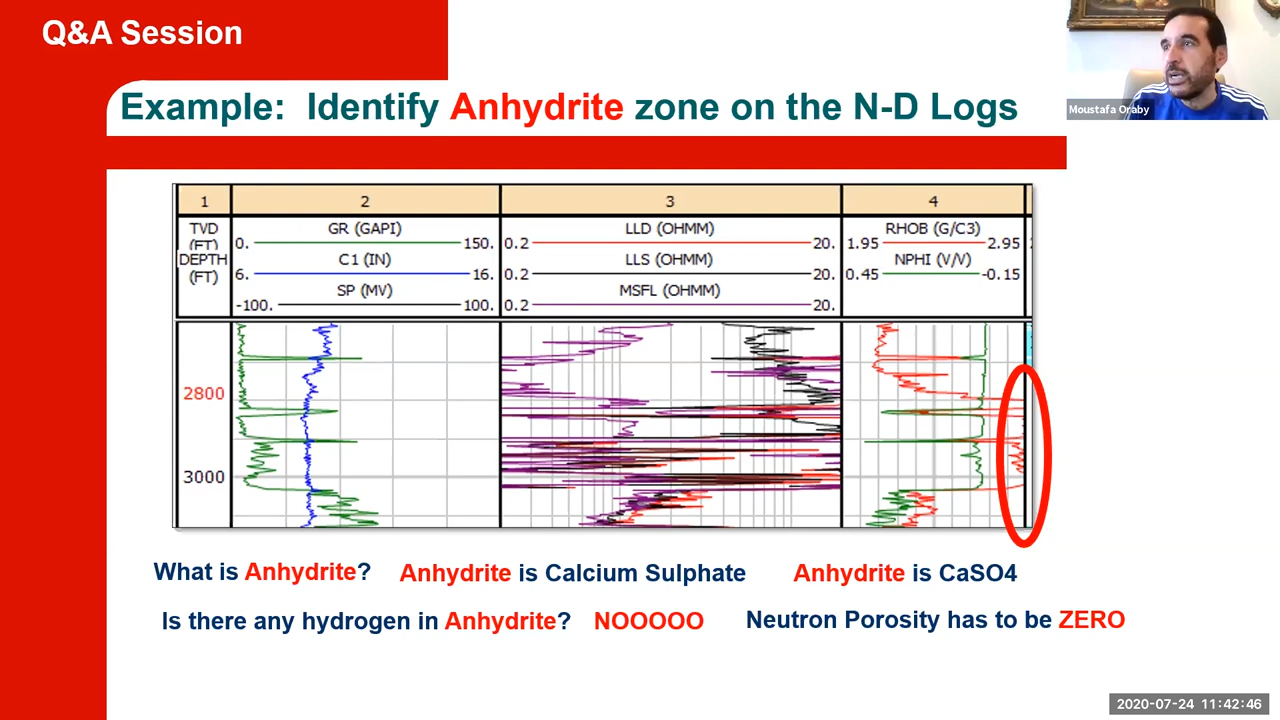 Q&A Session
Example: Identify Anhydrite zone on the N-D Logs
Moustafa Oraby
1 2 3 4
TVD (FT) GR (GAPI) LLD (OHMM) RHOB (G/C3)
0. 150. 0.2 20. 1.95 2.95
DEPTH (FT) C1 (IN) LLS (OHMM) NPHI (V/V)
6. 16. 0.2 20. 0.45 -0.15
SP (MV) MSFL (OHMM)
-100. 100. 0.2 20.
2800
3000
What is Anhydrite? Anhydrite is Calcium Sulphate Anhydrite is CaSO4
Is there any hydrogen in Anhydrite? NOOOOO Neutron Porosity has to be ZERO
2020-07-24 11:42:46